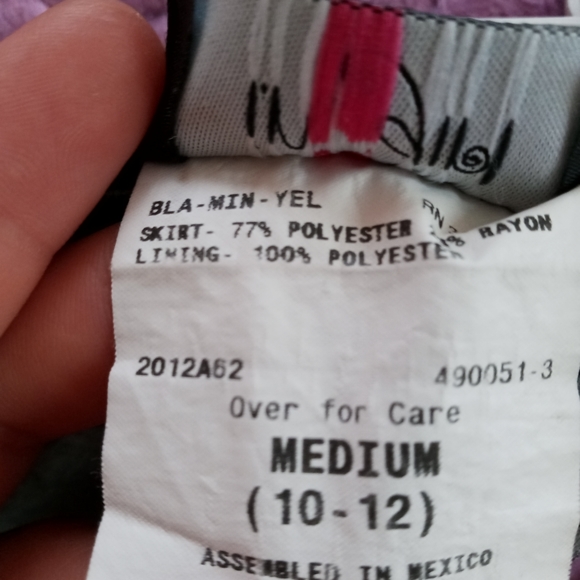 BLA-MIN-YEL RN
SKIRT- 77% POLYESTER % RAYON
LINING- 100% POLYESTER
2012A62 490051-3
Over for Care
MEDIUM
(10-12)
ASSEMBLED IN MEXICO